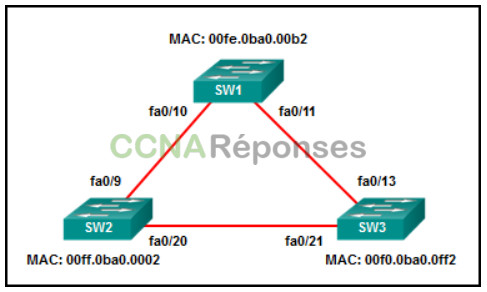 MAC: 00fe.0ba0.00b2
SW1
fa0/10
fa0/11
CCNARéponses
fa0/9
fa0/13
SW2
SW3
fa0/20
fa0/21
MAC: 00ff.0ba0.0002
MAC: 00f0.0ba0.0ff2